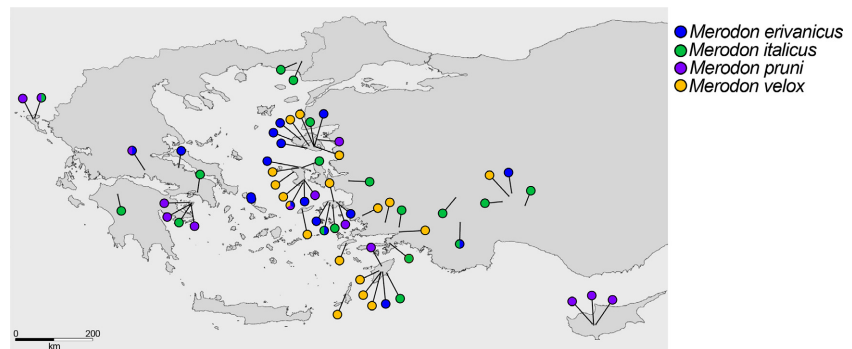 Merodon erivanicus
Merodon italicus
Merodon pruni
Merodon velox
0 200
km